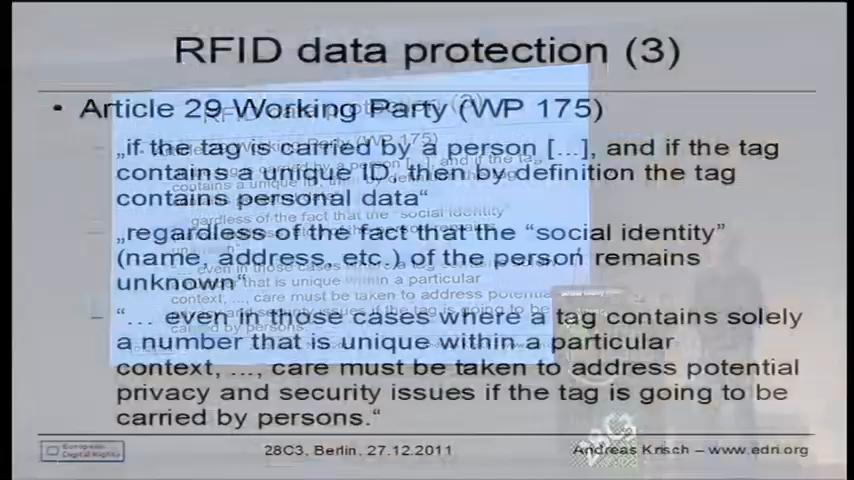 RFID data protection (3)
• Article 29 Working Party (WP 175)
– „if the tag is carried by a person [...], and if the tag
contains a unique ID, then by definition the tag
contains personal data“
– „regardless of the fact that the “social identity”
(name, address, etc.) of the person remains
unknown“
– “... even in those cases where a tag contains solely
a number that is unique within a particular
context, ..., care must be taken to address potential
privacy and security issues if the tag is going to be
carried by persons.“
European
Digital Rights
28C3, Berlin, 27.12.2011
Andreas Krisch – www.edri.org
28C3